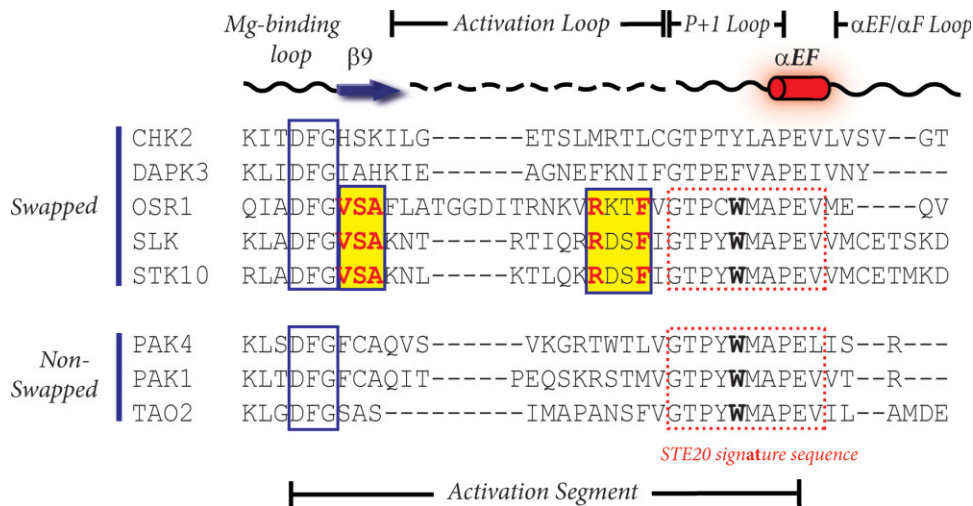 Mg-binding loop
Activation Loop
P+1 Loop
αEF/αF Loop
β9
αEF
Swapped
CHK2 KITDFGHSKILG------ETSLMRTLCGTPTYLAPEVLVSV--GT
DAPK3 KLIDFGIAHKIE------AGNEFKNIFGTPEFVAPEIVNY----
OSR1 QIADFGVSAFLATGGDITRNKVRKTFVGTPCWMAPEVME---QV
SLK KLADFGVSAKNT------RTIQRRDSFIGTPYWMAPEVVMCETSKD
STK10 RLADFGVSAKNL------KTLQKRDSFIGTPYWMAPEVVMCETMKD
Non-Swapped
PAK4 KLSDFGFCAQVS------VKGRTWTLVGTPYWMAPELIS--R---
PAK1 KLTDFGFCAQIT------PEQSKRSTMVGTPYWMAPEVVT--R---
TAO2 KLGDFGSAS---------IMAPANSFVGTPYWMAPEVIL--AMDE
STE20 signature sequence
Activation Segment